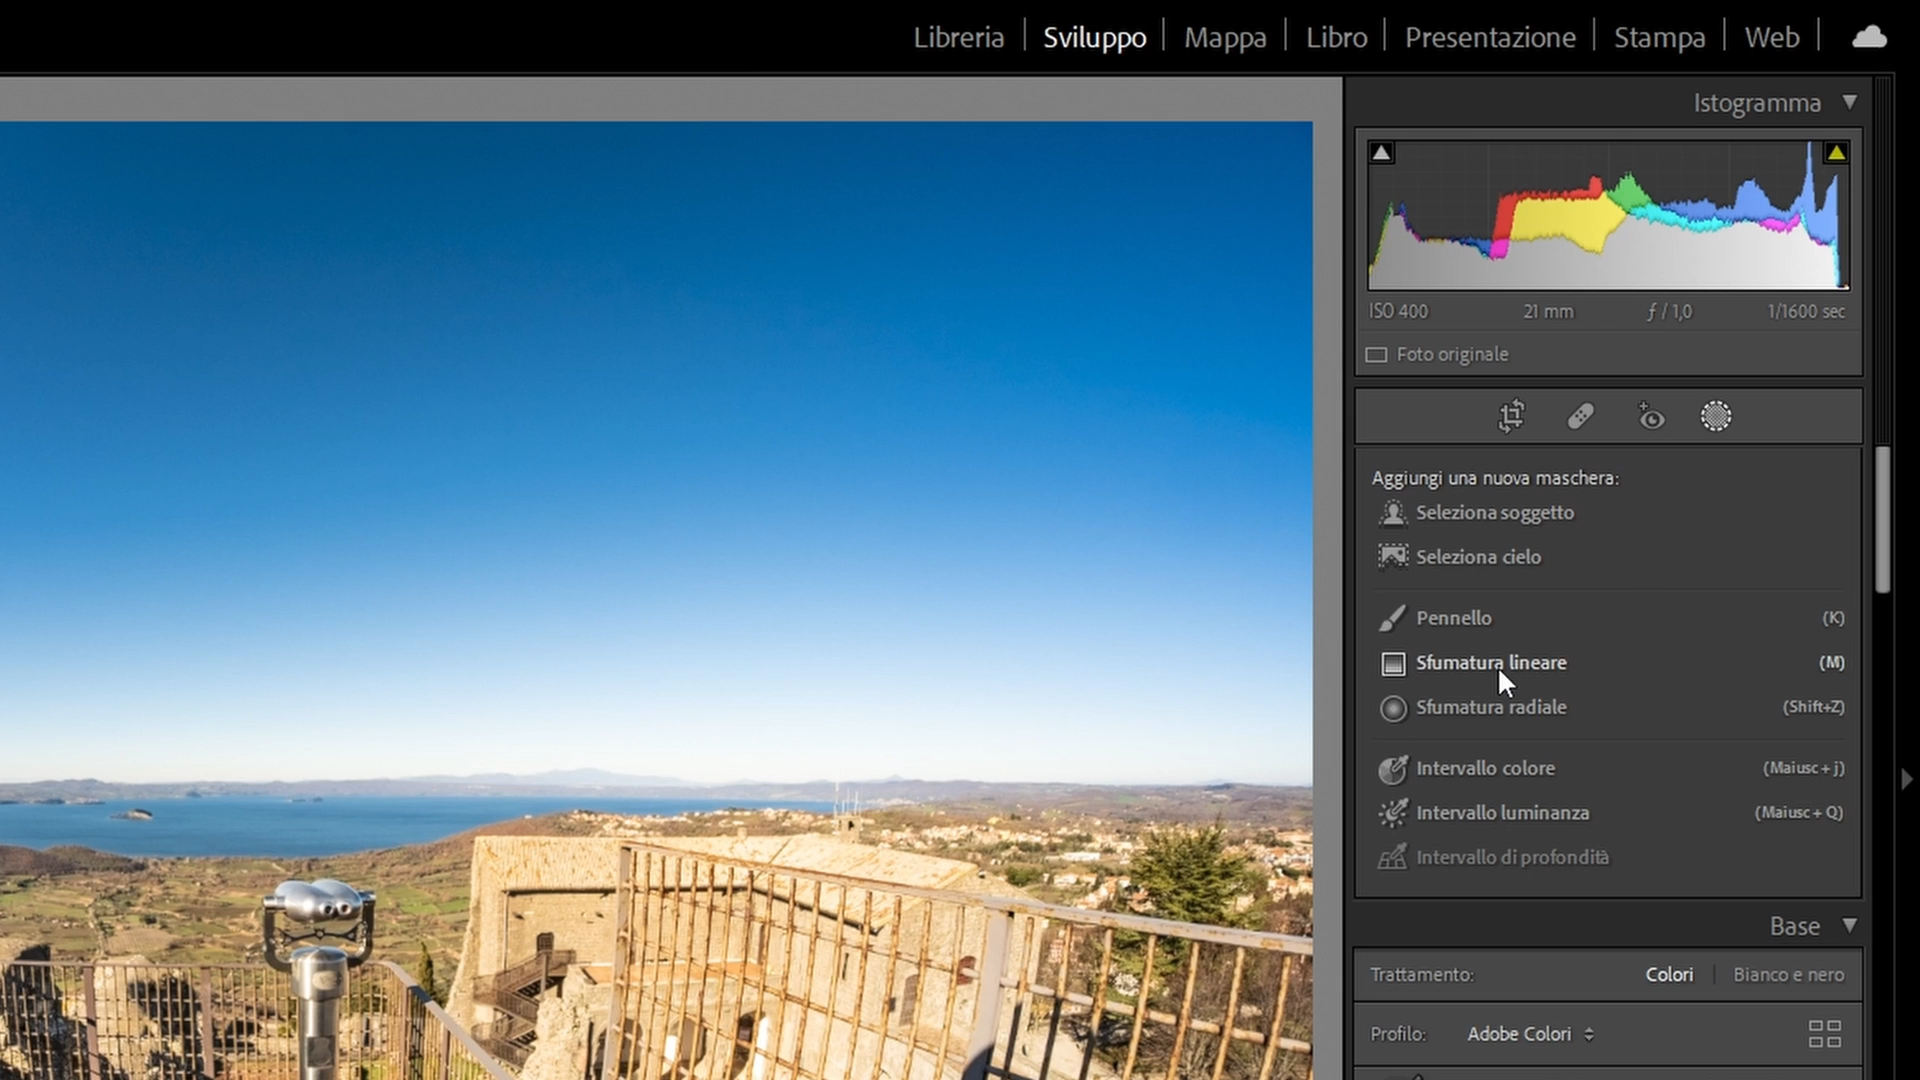 Libreria | Sviluppo | Mappa | Libro | Presentazione | Stampa | Web |
Istogramma
ISO 400 21 mm ƒ / 1,0 1/1600 sec
Foto originale
Aggiungi una nuova maschera:
Seleziona soggetto
Seleziona cielo
Pennello (K)
Sfumatura lineare (M)
Sfumatura radiale (Shift+Z)
Intervallo colore (Maiusc + j)
Intervallo luminanza (Maiusc + Q)
Intervallo di profondità
Base
Trattamento: Colori | Bianco e nero
Profilo: Adobe Colori